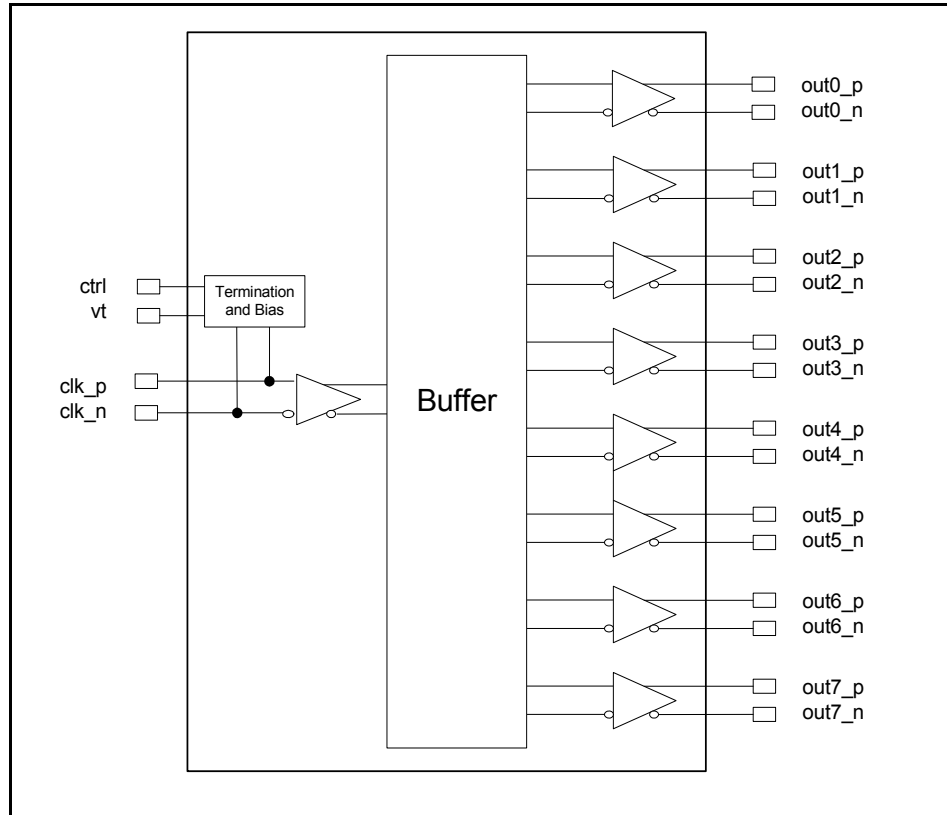 ctrl
vt
clk_p
clk_n
Termination
and Bias
Buffer
out0_p
out0_n
out1_p
out1_n
out2_p
out2_n
out3_p
out3_n
out4_p
out4_n
out5_p
out5_n
out6_p
out6_n
out7_p
out7_n